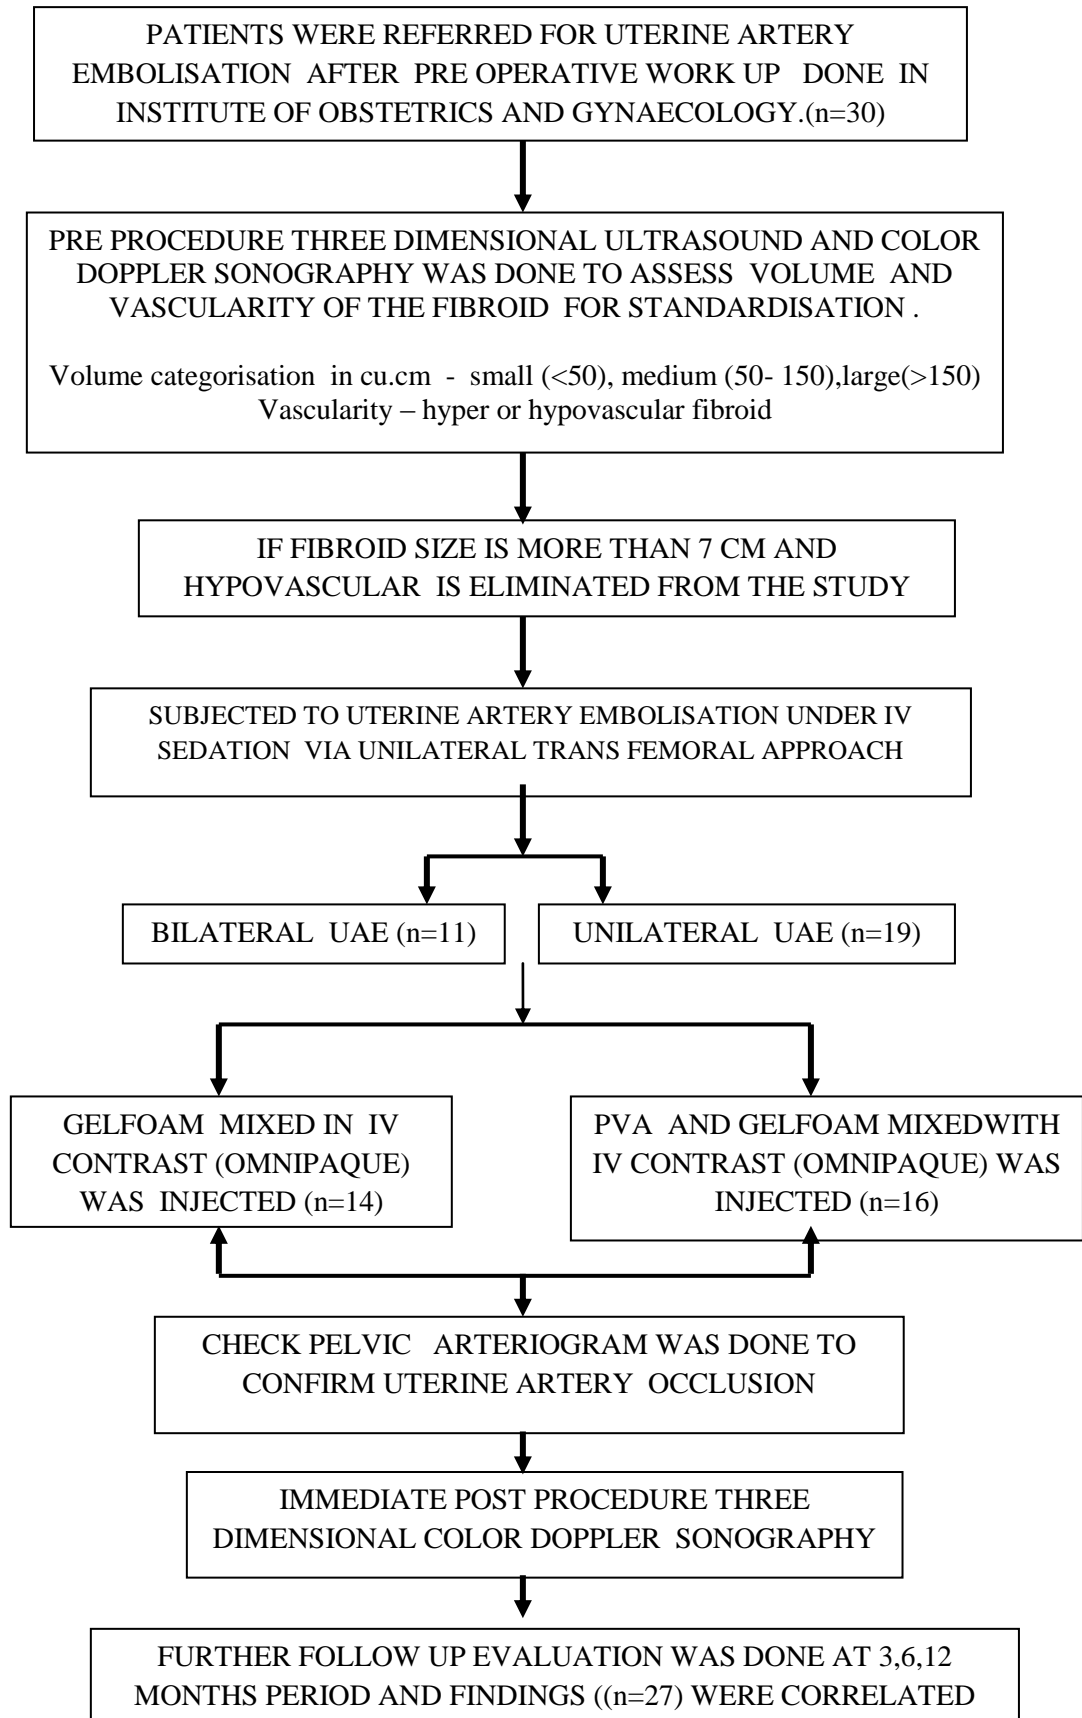 PATIENTS WERE REFERRED FOR UTERINE ARTERY
EMBOLISATION AFTER PRE OPERATIVE WORK UP DONE IN
INSTITUTE OF OBSTETRICS AND GYNAECOLOGY.(n=30)
PRE PROCEDURE THREE DIMENSIONAL ULTRASOUND AND COLOR
DOPPLER SONOGRAPHY WAS DONE TO ASSESS VOLUME AND
VASCULARITY OF THE FIBROID FOR STANDARDISATION .
Volume categorisation in cu.cm - small (<50), medium (50- 150),large(>150)
Vascularity – hyper or hypovascular fibroid
IF FIBROID SIZE IS MORE THAN 7 CM AND
HYPOVASCULAR IS ELIMINATED FROM THE STUDY
SUBJECTED TO UTERINE ARTERY EMBOLISATION UNDER IV
SEDATION VIA UNILATERAL TRANS FEMORAL APPROACH
BILATERAL UAE (n=11)
UNILATERAL UAE (n=19)
GELFOAM MIXED IN IV
CONTRAST (OMNIPAQUE)
WAS INJECTED (n=14)
PVA AND GELFOAM MIXEDWITH
IV CONTRAST (OMNIPAQUE) WAS
INJECTED (n=16)
CHECK PELVIC ARTERIOGRAM WAS DONE TO
CONFIRM UTERINE ARTERY OCCLUSION
IMMEDIATE POST PROCEDURE THREE
DIMENSIONAL COLOR DOPPLER SONOGRAPHY
FURTHER FOLLOW UP EVALUATION WAS DONE AT 3,6,12
MONTHS PERIOD AND FINDINGS ((n=27) WERE CORRELATED